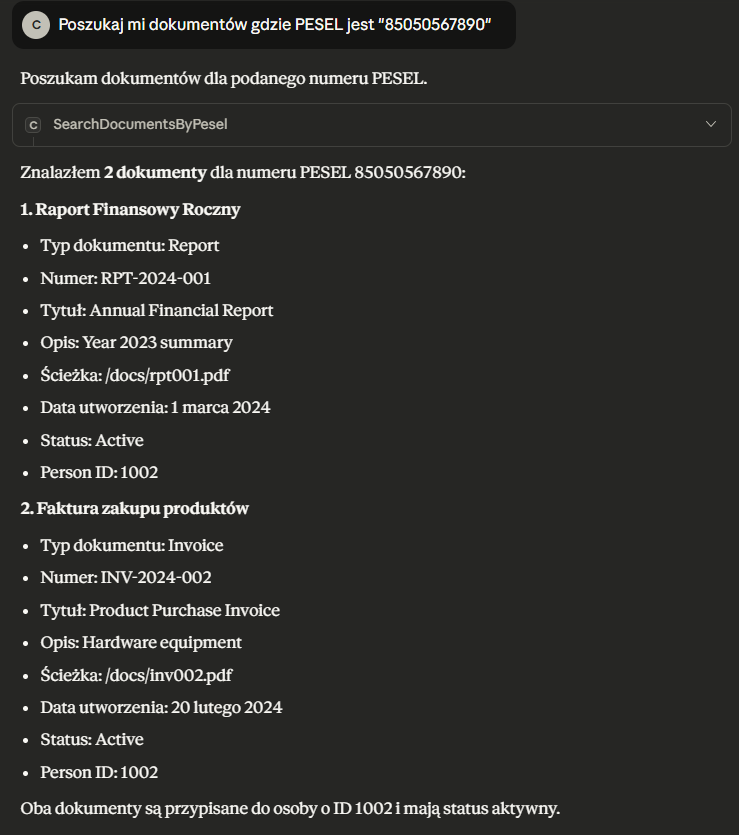 C
Poszukaj mi dokumentów gdzie PESEL jest "85050567890"
Poszukam dokumentów dla podanego numeru PESEL.
C SearchDocumentsByPesel
Znalazłem 2 dokumenty dla numeru PESEL 85050567890:
1. Raport Finansowy Roczny
• Typ dokumentu: Report
• Numer: RPT-2024-001
• Tytuł: Annual Financial Report
• Opis: Year 2023 summary
• Ścieżka: /docs/rpt001.pdf
• Data utworzenia: 1 marca 2024
• Status: Active
• Person ID: 1002
2. Faktura zakupu produktów
• Typ dokumentu: Invoice
• Numer: INV-2024-002
• Tytuł: Product Purchase Invoice
• Opis: Hardware equipment
• Ścieżka: /docs/inv002.pdf
• Data utworzenia: 20 lutego 2024
• Status: Active
• Person ID: 1002
Oba dokumenty są przypisane do osoby o ID 1002 i mają status aktywny.